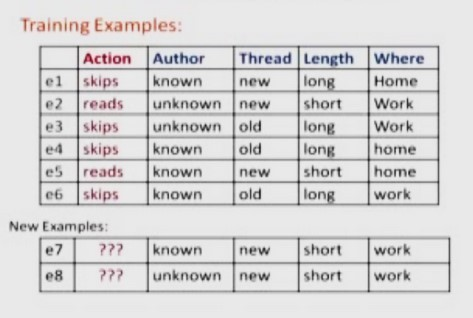 Training Examples:
Action Author Thread Length Where
e1 skips known new long Home
e2 reads unknown new short Work
e3 skips unknown old long Work
e4 skips known old long home
e5 reads known new short home
e6 skips known old long work
New Examples:
e7 ??? known new short work
e8 ??? unknown new short work